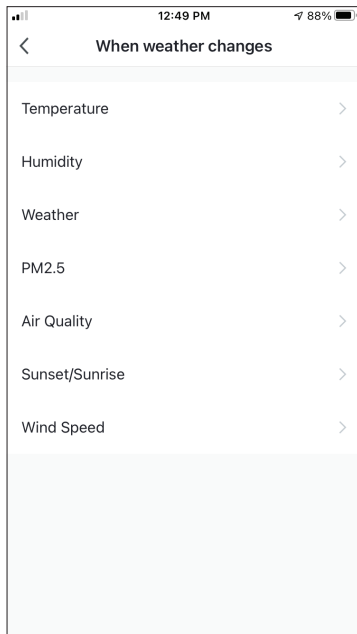 12:49 PM 88%
When weather changes
Temperature
Humidity
Weather
PM2.5
Air Quality
Sunset/Sunrise
Wind Speed